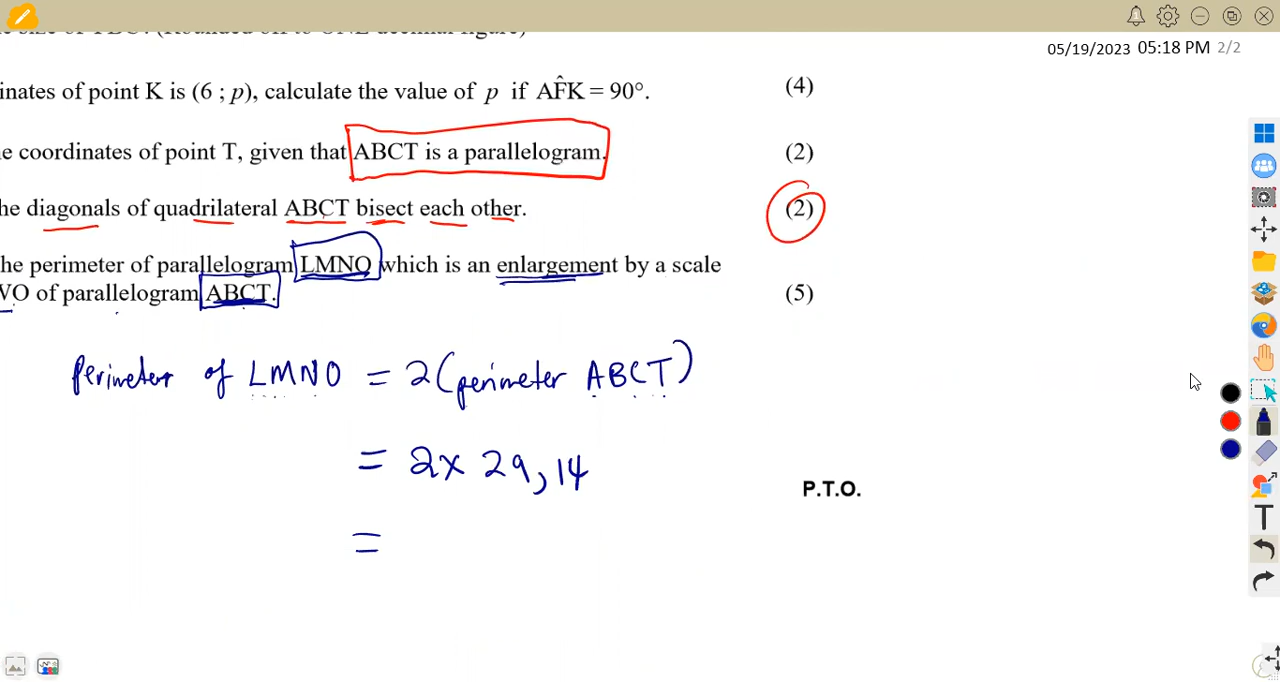 05/19/2023 05:18 PM 2/2
inates of point K is (6 ; p), calculate the value of p if AF̂K = 90°. (4)
he coordinates of point T, given that ABCT is a parallelogram. (2)
he diagonals of quadrilateral ABCT bisect each other. (2)
he perimeter of parallelogram LMNO which is an enlargement by a scale
WO of parallelogram ABCT. (5)
Perimeter of LMNO = 2(perimeter ABCT)
= 2x 29,14
=
P.T.O.